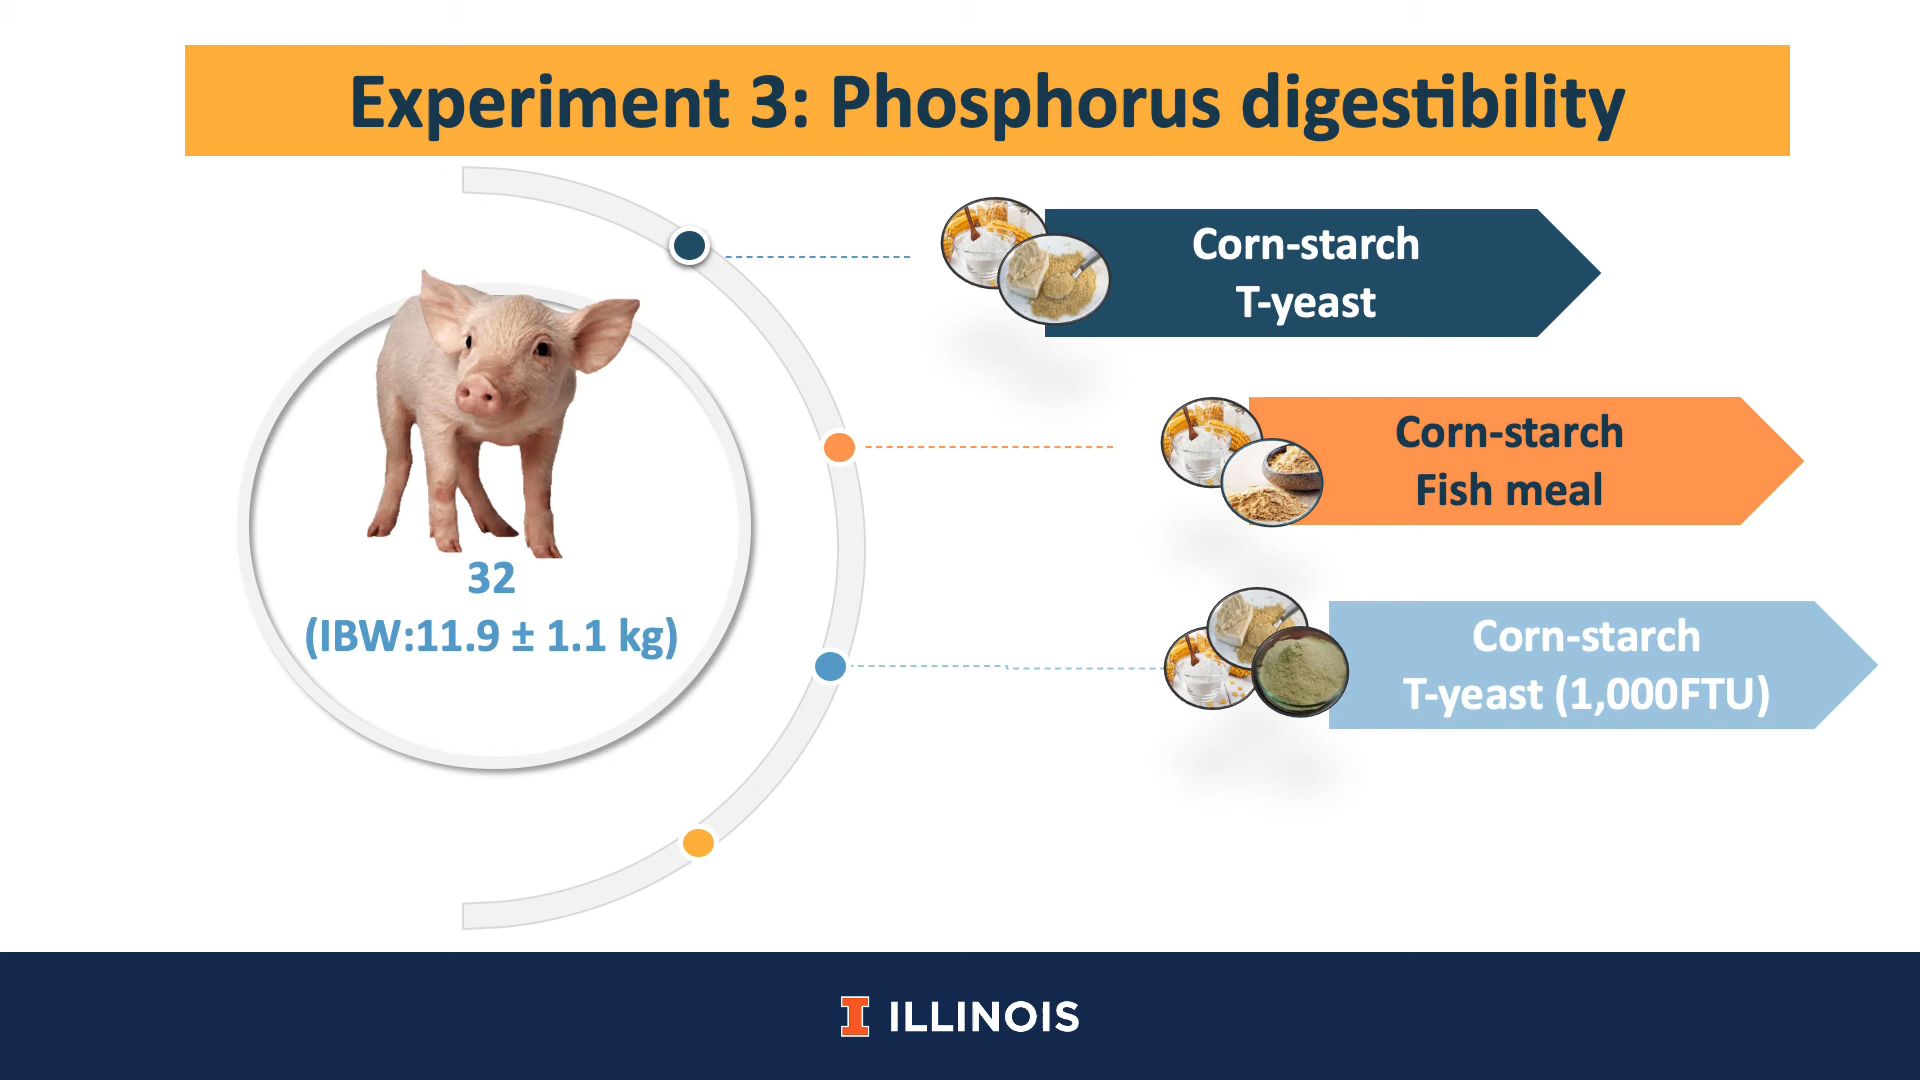 Experiment 3: Phosphorus digestibility
32
(IBW:11.9 ± 1.1 kg)
Corn-starch
T-yeast
Corn-starch
Fish meal
Corn-starch
T-yeast (1,000FTU)
I ILLINOIS